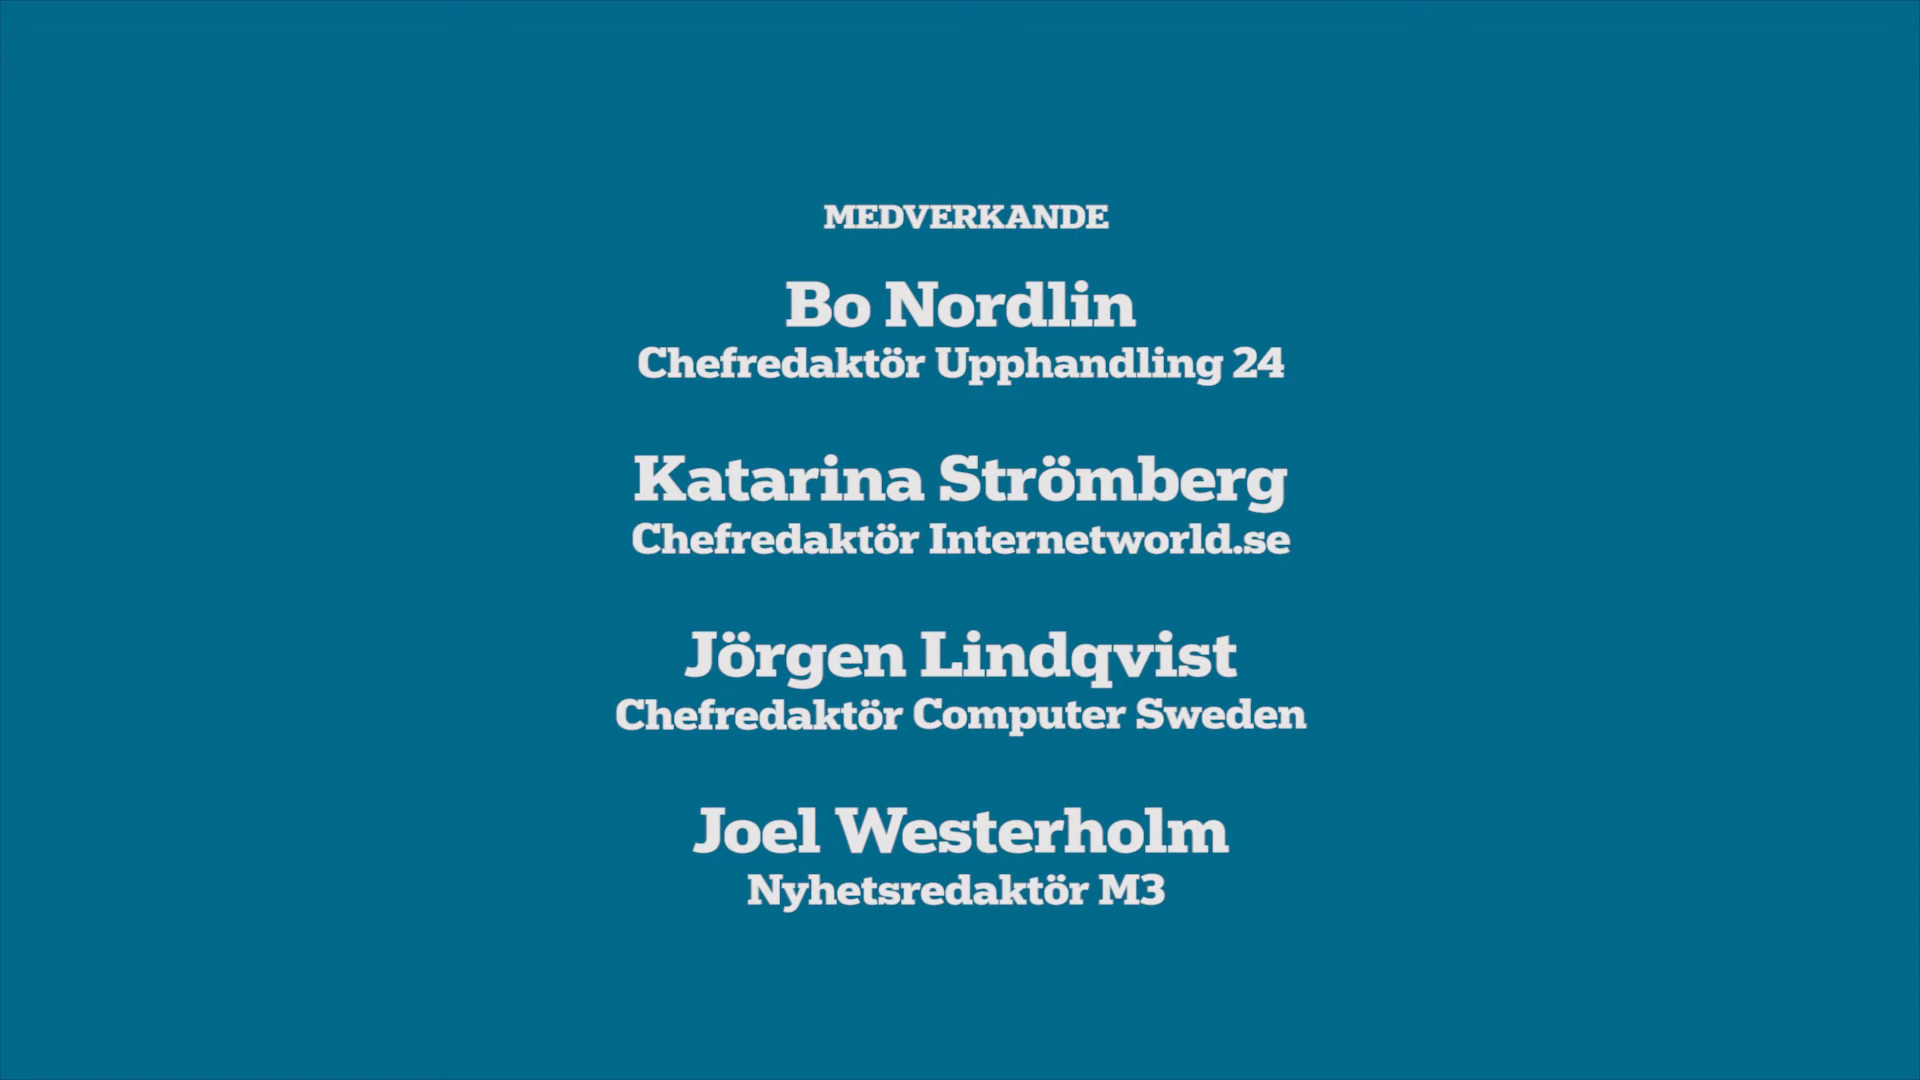 MEDVERKANDE
Bo Nordlin
Chefredaktör Upphandling 24
Katarina Strömberg
Chefredaktör Internetworld.se
Jörgen Lindqvist
Chefredaktör Computer Sweden
Joel Westerholm
Nyhetsredaktör M3